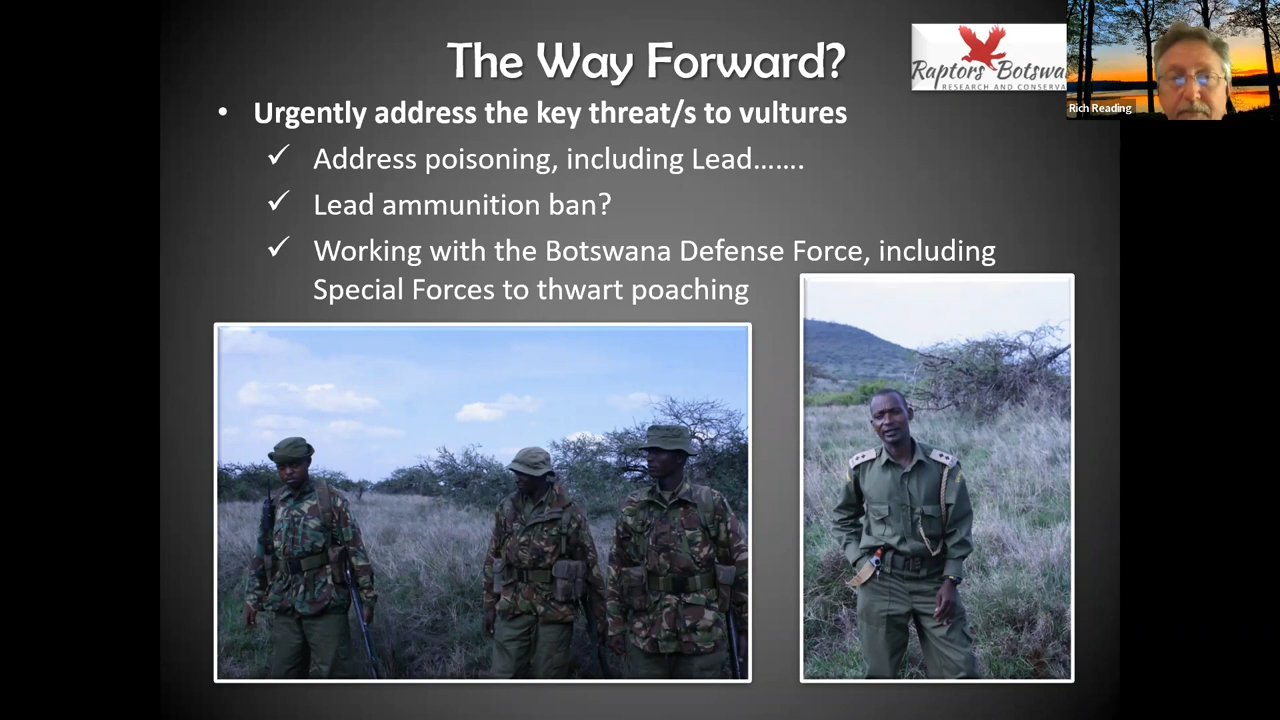 The Way Forward?
Raptors Botswa
RESEARCH AND CONSERVA
Rich Reading
• Urgently address the key threat/s to vultures
✓ Address poisoning, including Lead…….
✓ Lead ammunition ban?
✓ Working with the Botswana Defense Force, including
Special Forces to thwart poaching